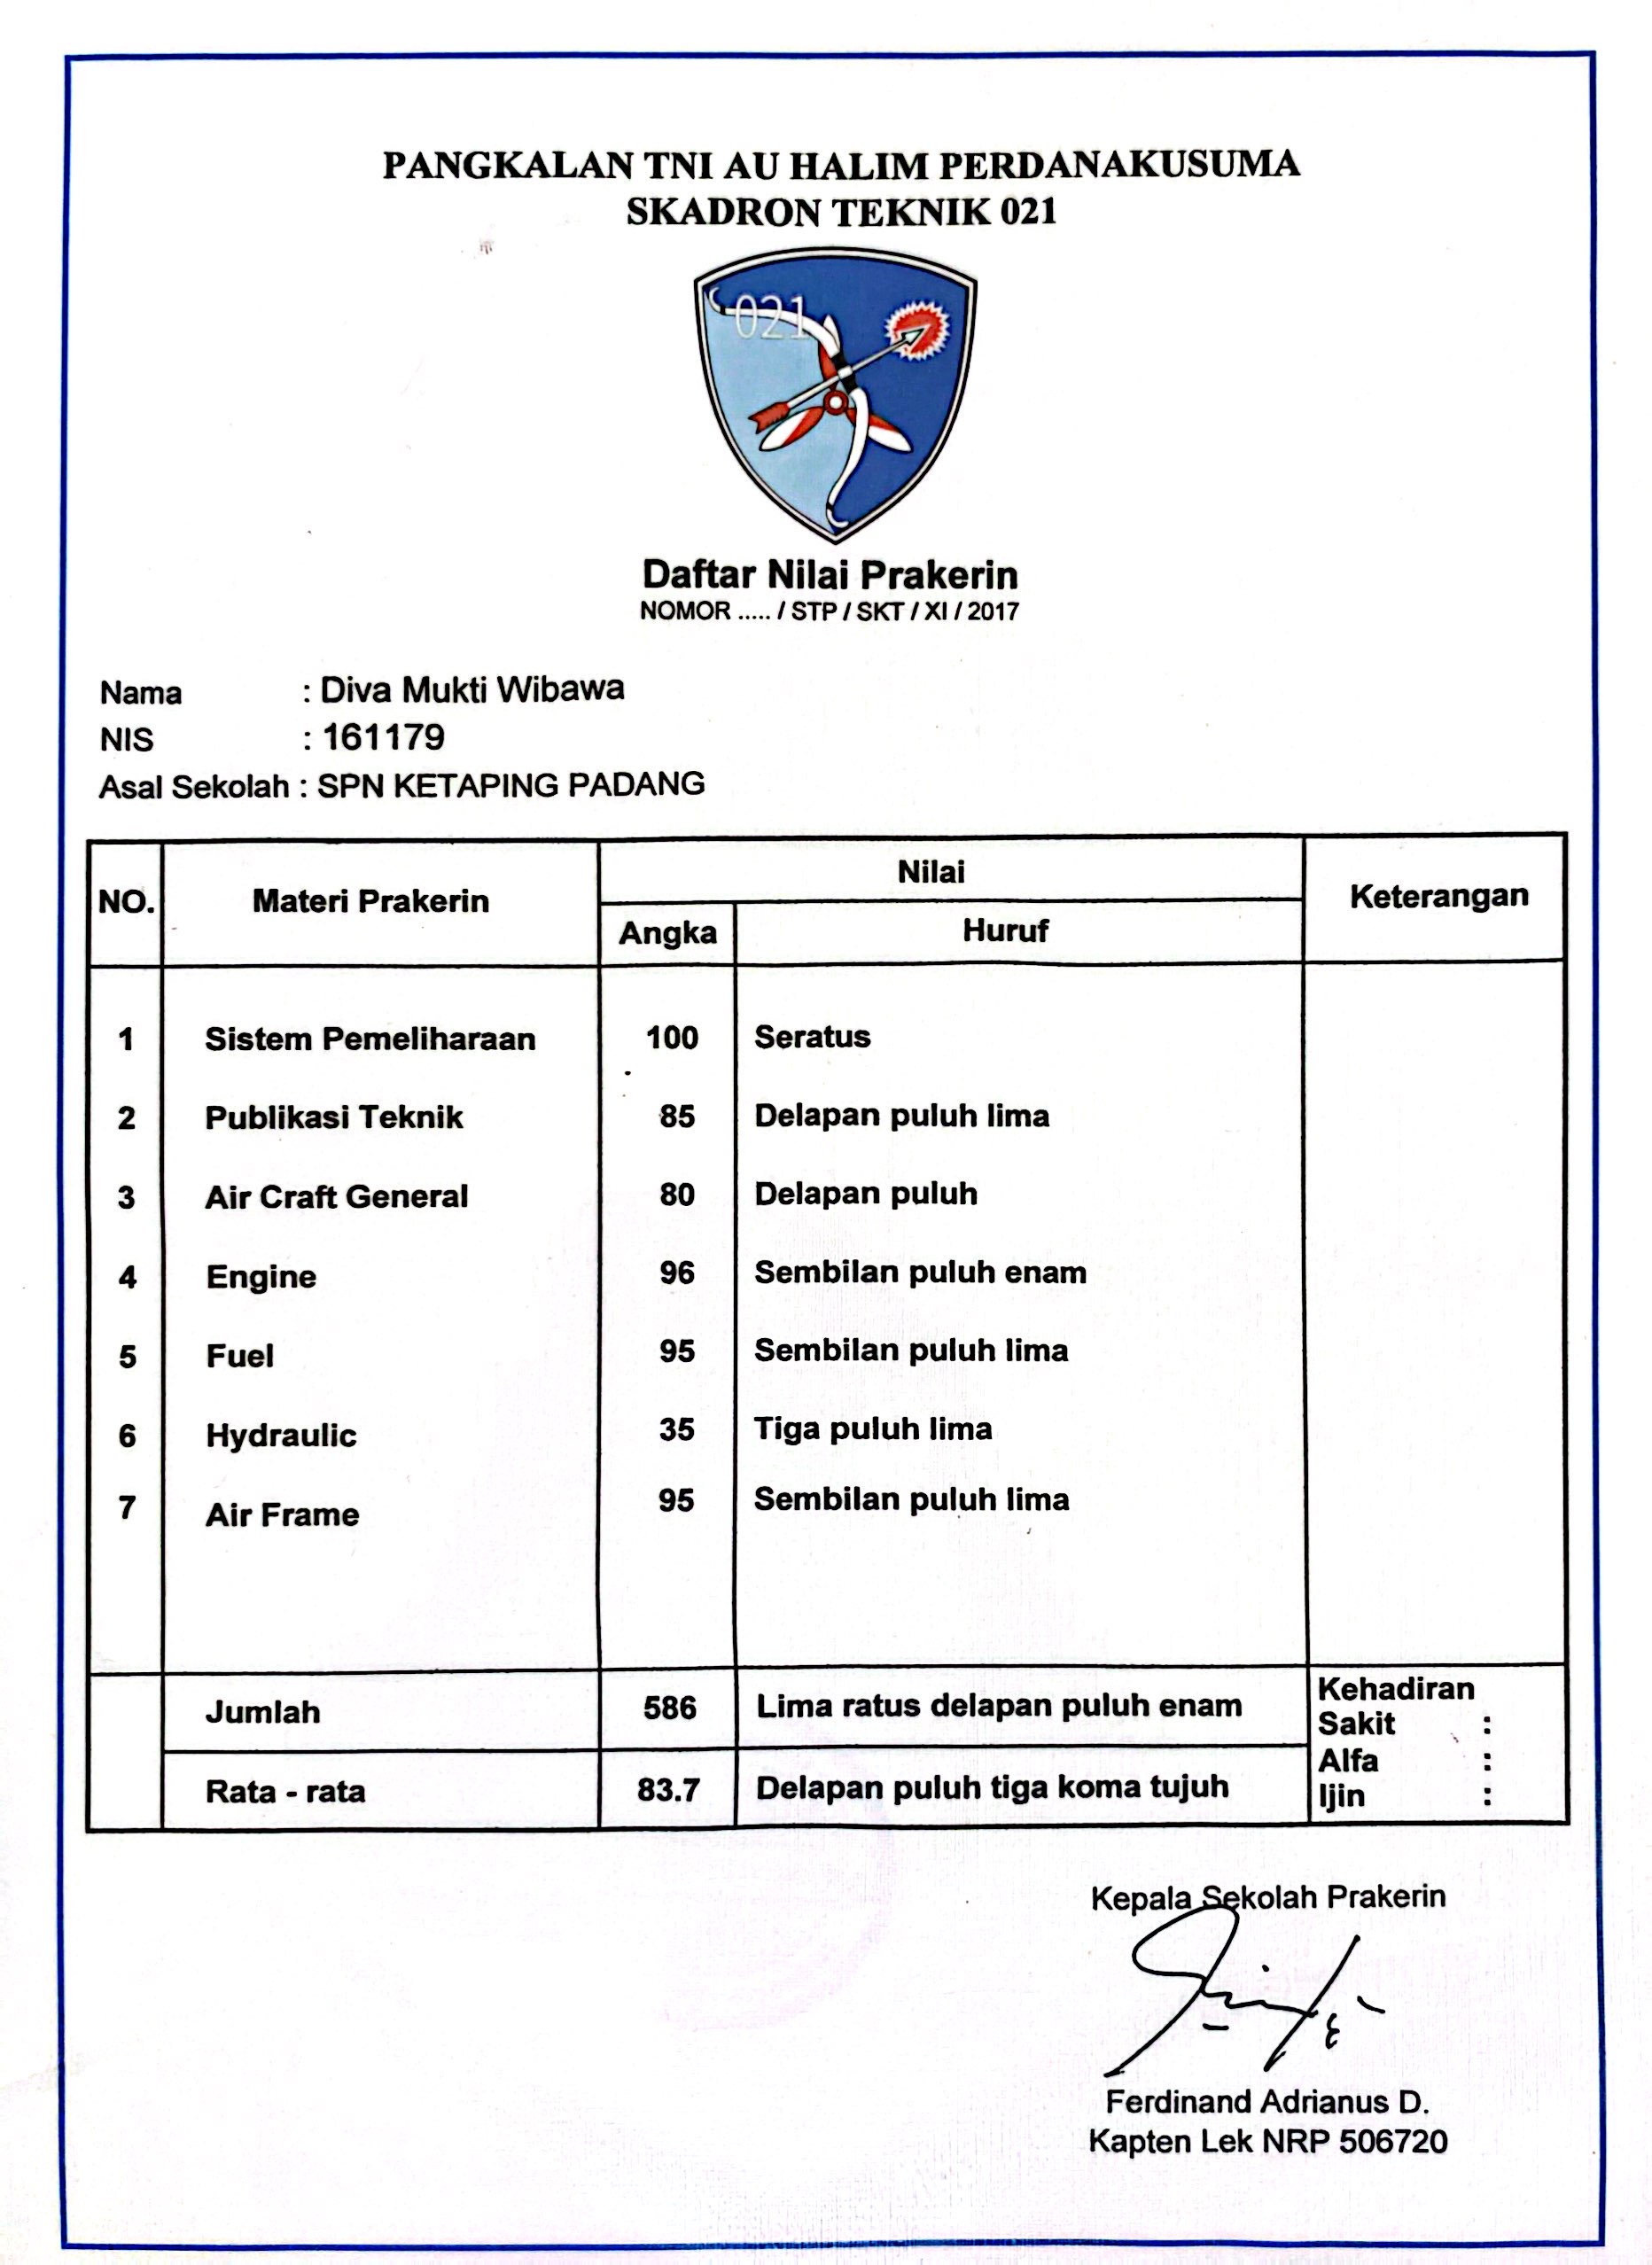 PANGKALAN TNI AU HALIM PERDANAKUSUMA
SKADRON TEKNIK 021
021
Daftar Nilai Prakerin
NOMOR ..... / STP / SKT / XI / 2017
Nama : Diva Mukti Wibawa
NIS : 161179
Asal Sekolah : SPN KETAPING PADANG
NO. Materi Prakerin Nilai Keterangan
Angka Huruf
1 Sistem Pemeliharaan 100 Seratus
2 Publikasi Teknik 85 Delapan puluh lima
3 Air Craft General 80 Delapan puluh
4 Engine 96 Sembilan puluh enam
5 Fuel 95 Sembilan puluh lima
6 Hydraulic 35 Tiga puluh lima
7 Air Frame 95 Sembilan puluh lima
Jumlah 586 Lima ratus delapan puluh enam
Rata - rata 83.7 Delapan puluh tiga koma tujuh
Kehadiran
Sakit :
Alfa :
Ijin :
Kepala Sekolah Prakerin
Ferdinand Adrianus D.
Kapten Lek NRP 506720